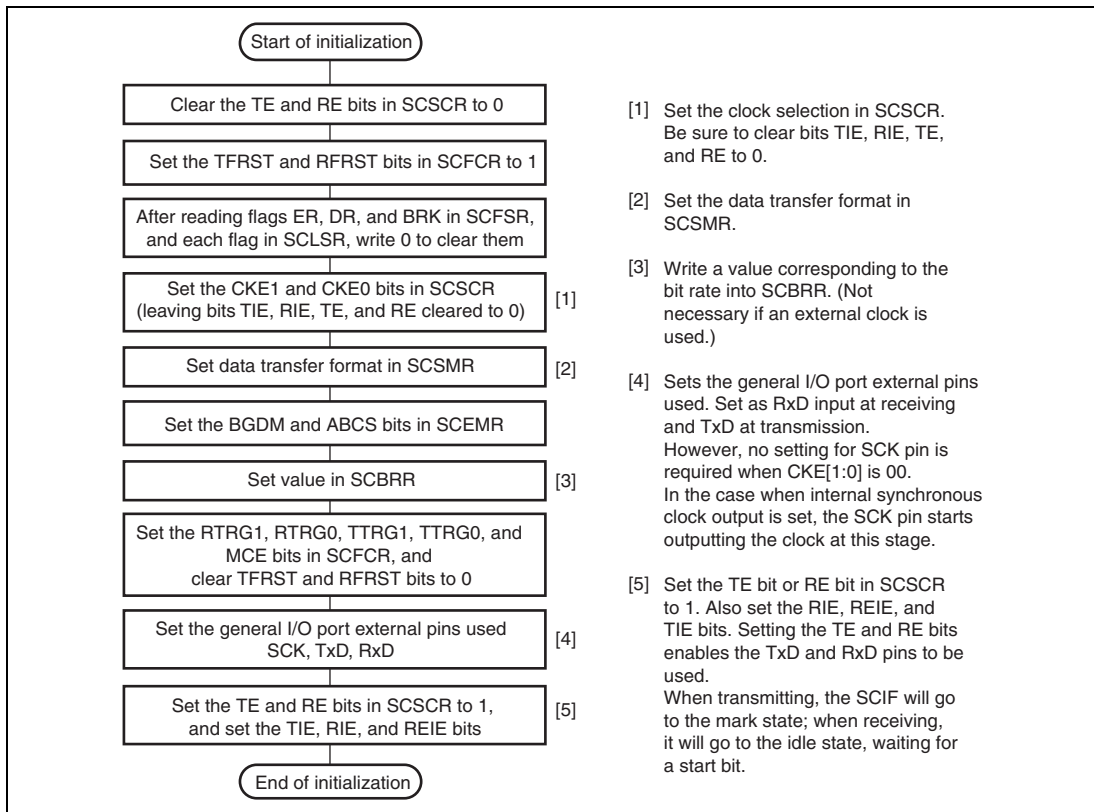 Start of initialization
Clear the TE and RE bits in SCSCR to 0
Set the TFRST and RFRST bits in SCFCR to 1
After reading flags ER, DR, and BRK in SCFSR,
and each flag in SCLSR, write 0 to clear them
Set the CKE1 and CKE0 bits in SCSCR
(leaving bits TIE, RIE, TE, and RE cleared to 0)
[1]
Set data transfer format in SCSMR
[2]
Set the BGDM and ABCS bits in SCEMR
Set value in SCBRR
[3]
Set the RTRG1, RTRG0, TTRG1, TTRG0, and
MCE bits in SCFCR, and
clear TFRST and RFRST bits to 0
Set the general I/O port external pins used
SCK, TxD, RxD
[4]
Set the TE and RE bits in SCSCR to 1,
and set the TIE, RIE, and REIE bits
[5]
End of initialization
[1] Set the clock selection in SCSCR.
Be sure to clear bits TIE, RIE, TE,
and RE to 0.
[2] Set the data transfer format in
SCSMR.
[3] Write a value corresponding to the
bit rate into SCBRR. (Not
necessary if an external clock is
used.)
[4] Sets the general I/O port external pins
used. Set as RxD input at receiving
and TxD at transmission.
However, no setting for SCK pin is
required when CKE[1:0] is 00.
In the case when internal synchronous
clock output is set, the SCK pin starts
outputting the clock at this stage.
[5] Set the TE bit or RE bit in SCSCR
to 1. Also set the RIE, REIE, and
TIE bits. Setting the TE and RE bits
enables the TxD and RxD pins to be
used.
When transmitting, the SCIF will go
to the mark state; when receiving,
it will go to the idle state, waiting for
a start bit.